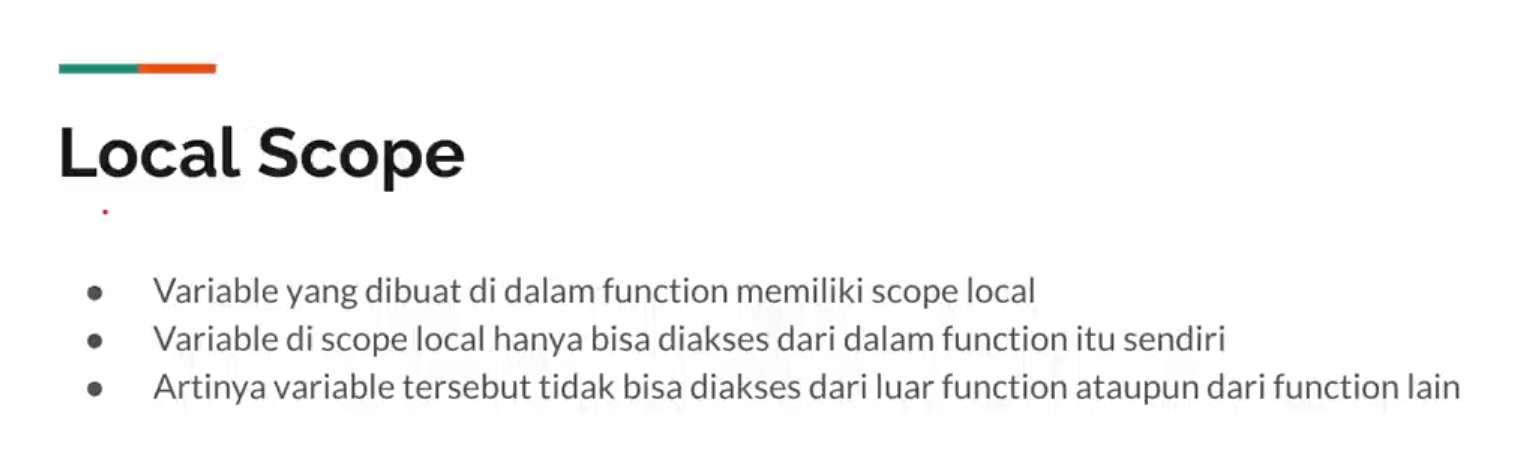 Local Scope
● Variable yang dibuat di dalam function memiliki scope local
● Variable di scope local hanya bisa diakses dari dalam function itu sendiri
● Artinya variable tersebut tidak bisa diakses dari luar function ataupun dari function lain